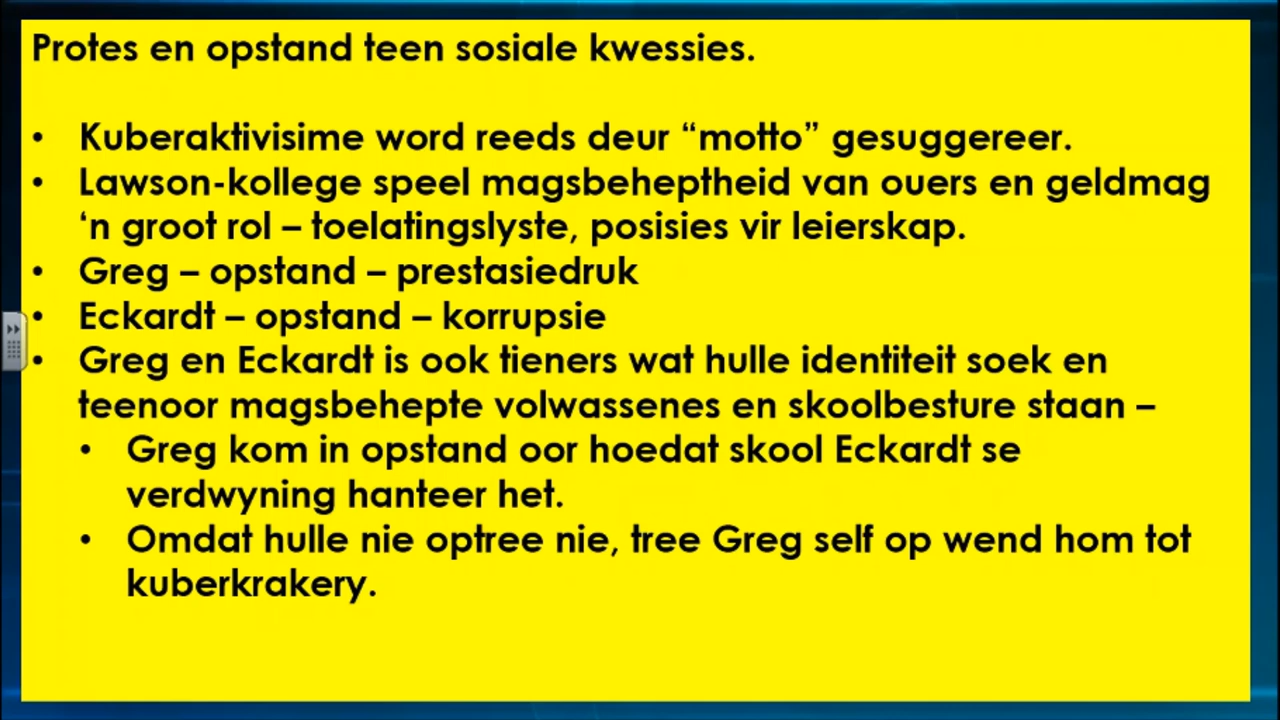 Protes en opstand teen sosiale kwessies.
• Kuberaktivisime word reeds deur “motto” gesuggereer.
• Lawson-kollege speel magsbeheptheid van ouers en geldmag
‘n groot rol – toelatingslyste, posisies vir leierskap.
• Greg – opstand – prestasiedruk
• Eckardt – opstand – korrupsie
• Greg en Eckardt is ook tieners wat hulle identiteit soek en
teenoor magsbehepte volwassenes en skoolbesture staan –
• Greg kom in opstand oor hoedat skool Eckardt se
verdwyning hanteer het.
• Omdat hulle nie optree nie, tree Greg self op wend hom tot
kuberkrakery.